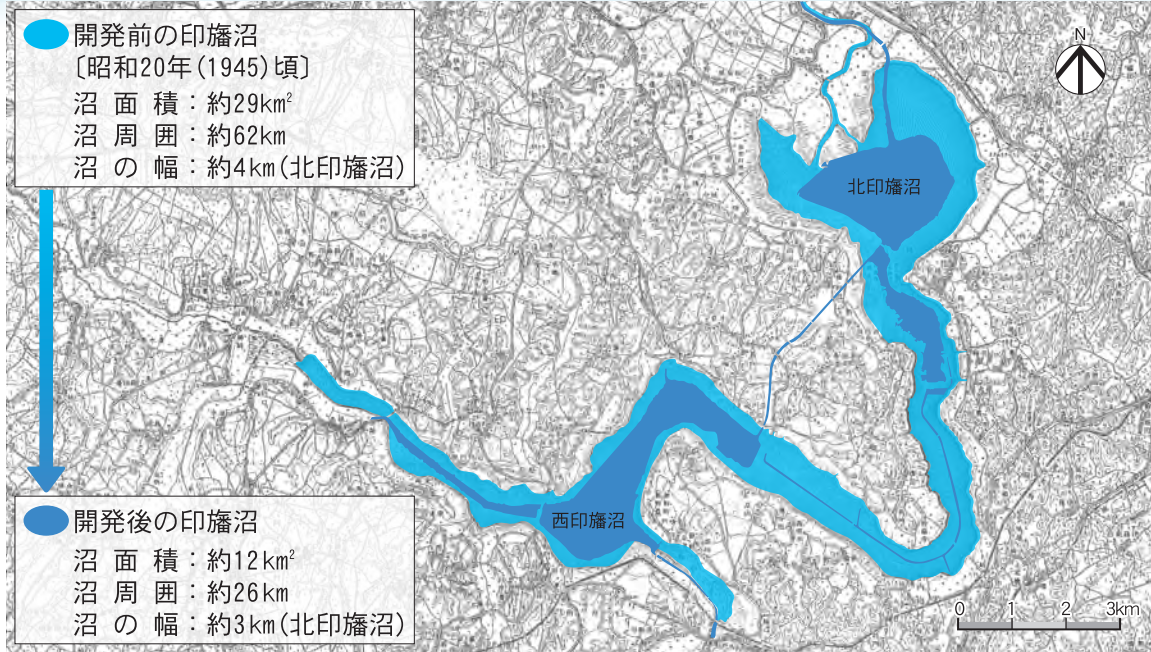 開発前の印旛沼
〔昭和20年(1945)頃〕
沼面積：約29km²
沼周囲：約62km
沼の幅：約4km(北印旛沼)
N
北印旛沼
西印旛沼
開発後の印旛沼
沼面積：約12km²
沼周囲：約26km
沼の幅：約3km(北印旛沼)
0 1 2 3km